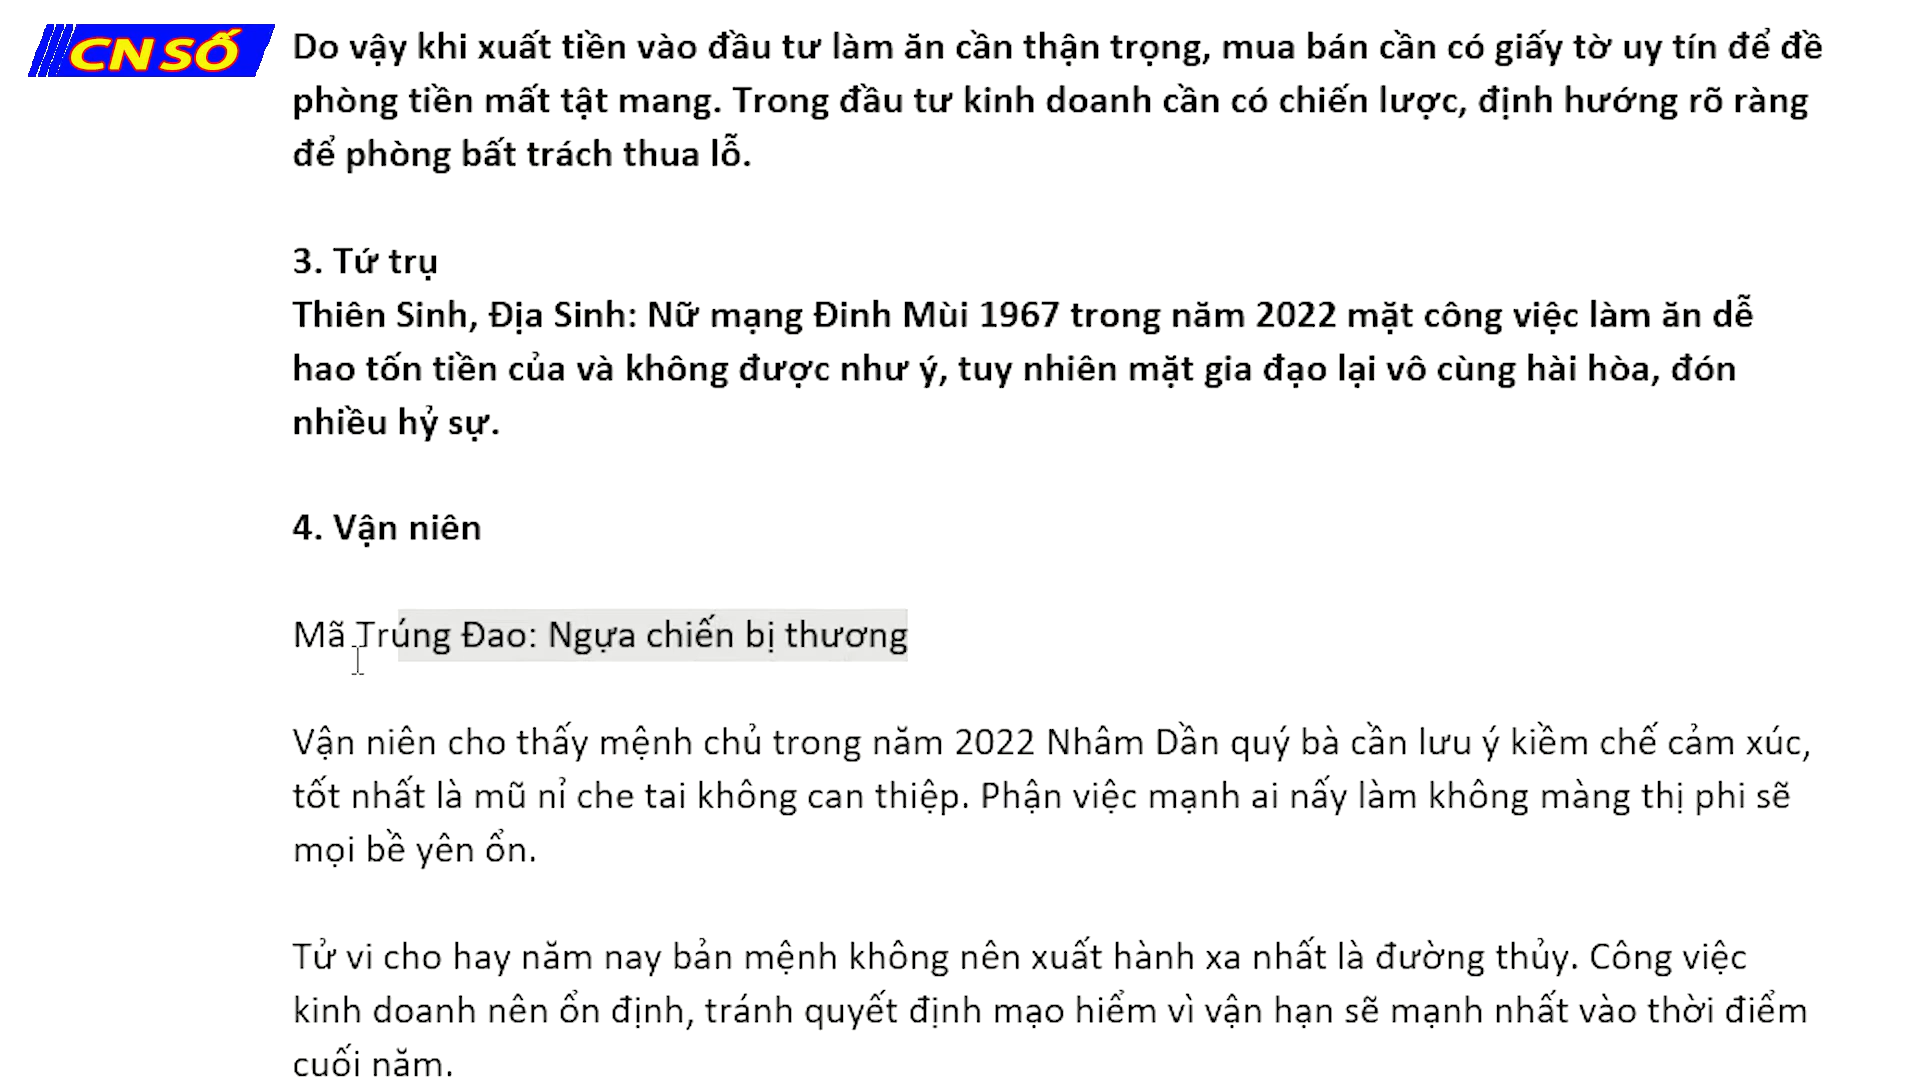 CN SỐ
Do vậy khi xuất tiền vào đầu tư làm ăn cần thận trọng, mua bán cần có giấy tờ uy tín để đề
phòng tiền mất tật mang. Trong đầu tư kinh doanh cần có chiến lược, định hướng rõ ràng
để phòng bất trách thua lỗ.
3. Tứ trụ
Thiên Sinh, Địa Sinh: Nữ mạng Đinh Mùi 1967 trong năm 2022 mặt công việc làm ăn dễ
hao tốn tiền của và không được như ý, tuy nhiên mặt gia đạo lại vô cùng hài hòa, đón
nhiều hỷ sự.
4. Vận niên
Mã Trúng Đao: Ngựa chiến bị thương
Vận niên cho thấy mệnh chủ trong năm 2022 Nhâm Dần quý bà cần lưu ý kiềm chế cảm xúc,
tốt nhất là mũ nỉ che tai không can thiệp. Phận việc mạnh ai nấy làm không màng thị phi sẽ
mọi bề yên ổn.
Tử vi cho hay năm nay bản mệnh không nên xuất hành xa nhất là đường thủy. Công việc
kinh doanh nên ổn định, tránh quyết định mạo hiểm vì vận hạn sẽ mạnh nhất vào thời điểm
cuối năm.